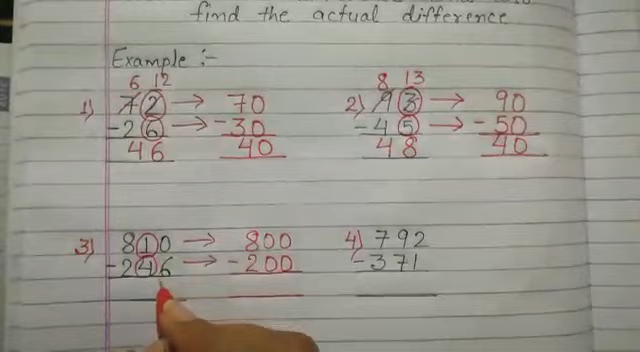 find the actual difference
Example :-
6 12 8 13
1) 72 → 70 2) 93 → 90
-26 → -30 -45 → -50
46 40 48 40
3) 810 → 800 4) 792
-246 → -200 -371